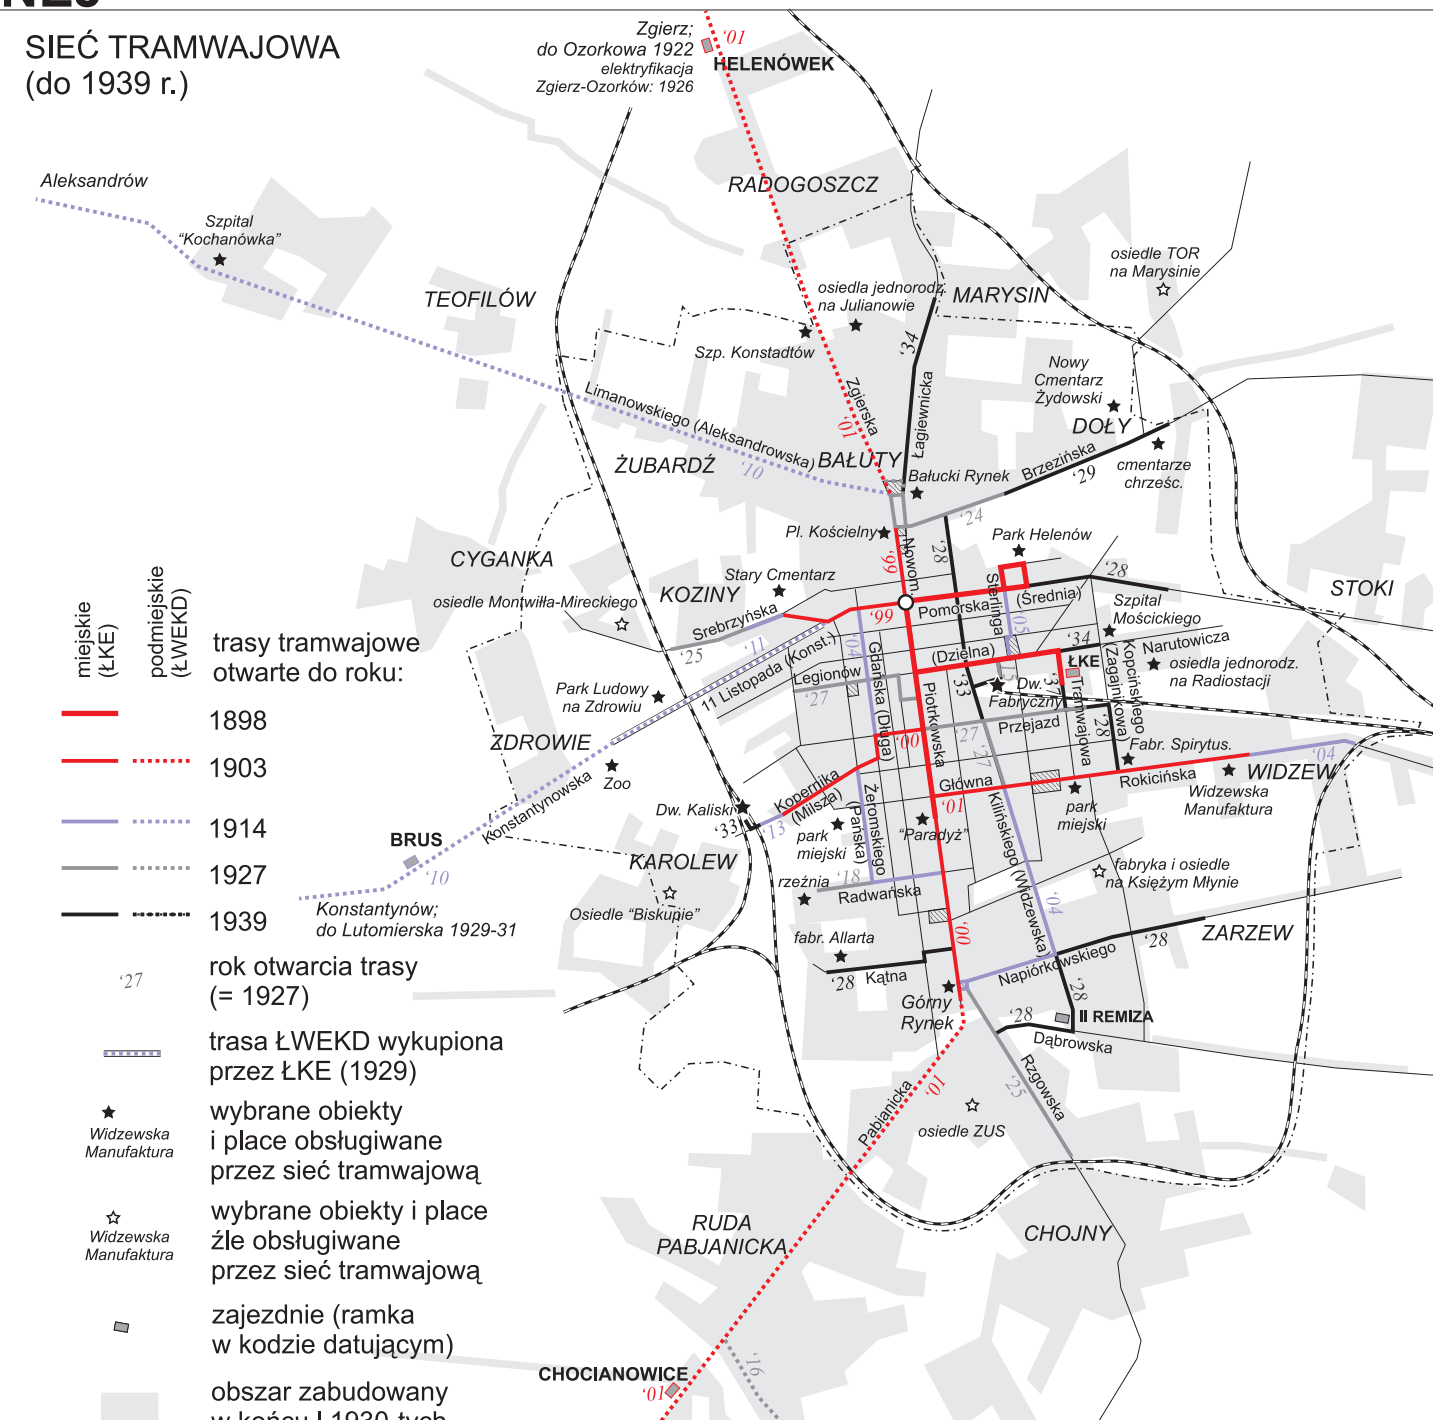 SIEĆ TRAMWAJOWA
(do 1939 r.)
Zgierz;
do Ozorkowa 1922
elektryfikacja
Zgierz-Ozorków: 1926
‘01
HELENÓWEK
Aleksandrów
Szpital
“Kochanówka”
RADOGOSZCZ
TEOFILÓW
osiedla jednorodz.
na Julianowie
MARYSIN
osiedle TOR
na Marysinie
Szp. Konstadtów
‘34
Nowy
Cmentarz
Żydowski
Zgierska
‘01
Łagiewnicka
Limanowskiego (Aleksandrowska)
‘10
DOŁY
ŻUBARDŹ
BAŁUTY
Bałucki Rynek
Brzezińska
‘29
cmentarze
chrześc.
‘24
Pl. Kościelny
‘99
Nowom.
‘28
Park Helenów
CYGANKA
KOZINY
Stary Cmentarz
osiedle Montwiłła-Mireckiego
Srebrzyńska
‘25
‘11
‘99
Pomorska
(Średnia)
Sterlinga
‘05
‘28
STOKI
Szpital
Mościckiego
‘34
Narutowicza
11 Listopada (Konst.)
Legionów
‘27
‘04
Gdańska (Długa)
(Dzielna)
ŁKE
Kopcińskiego
(Zagajnikowa)
osiedla jednorodz.
na Radiostacji
Park Ludowy
na Zdrowiu
‘33
Dw.
Fabryczny
‘37
Tramwajowa
Piotrkowska
‘00
‘27
Przejazd
‘28
Fabr. Spirytus.
‘04
ZDROWIE
Zoo
Konstantynowska
Kopernika
(Milsza)
Główna
‘27
Rokicińska
WIDZEW
Widzewska
Manufaktura
Dw. Kaliski
‘33
‘13
park
miejski
Żeromskiego
(Pańska)
‘01
“Paradyż”
Kilińskiego (Widzewska)
park
miejski
BRUS
‘10
KAROLEW
rzeźnia
‘18
Radwańska
fabryka i osiedle
na Księżym Młynie
Konstantynów;
do Lutomierska 1929-31
Osiedle “Biskupie”
‘04
fabr. Allarta
‘00
‘28
Kątna
Napiórkowskiego
‘28
ZARZEW
Górny
Rynek
‘28
‘28
II REMIZA
Dąbrowska
Pabianicka
‘01
‘25
Rzgowska
osiedle ZUS
RUDA
PABJANICKA
CHOJNY
CHOCIANOWICE
‘01
‘16
miejskie
(ŁKE)
podmiejskie
(ŁWEKD)
trasy tramwajowe
otwarte do roku:
1898
1903
1914
1927
1939
‘27
rok otwarcia trasy
(= 1927)
trasa ŁWEKD wykupiona
przez ŁKE (1929)
Widzewska
Manufaktura
wybrane obiekty
i place obsługiwane
przez sieć tramwajową
Widzewska
Manufaktura
wybrane obiekty i place
źle obsługiwane
przez sieć tramwajową
zajezdnie (ramka
w kodzie datującym)
obszar zabudowany